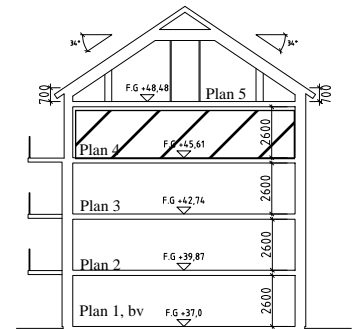 34° 34°
700 F.G +48,48 Plan 5 700
2600
Plan 4 F.G +45,61
2600
Plan 3 F.G +42,74
2600
Plan 2 F.G +39,87
2600
Plan 1, bv F.G +37,0